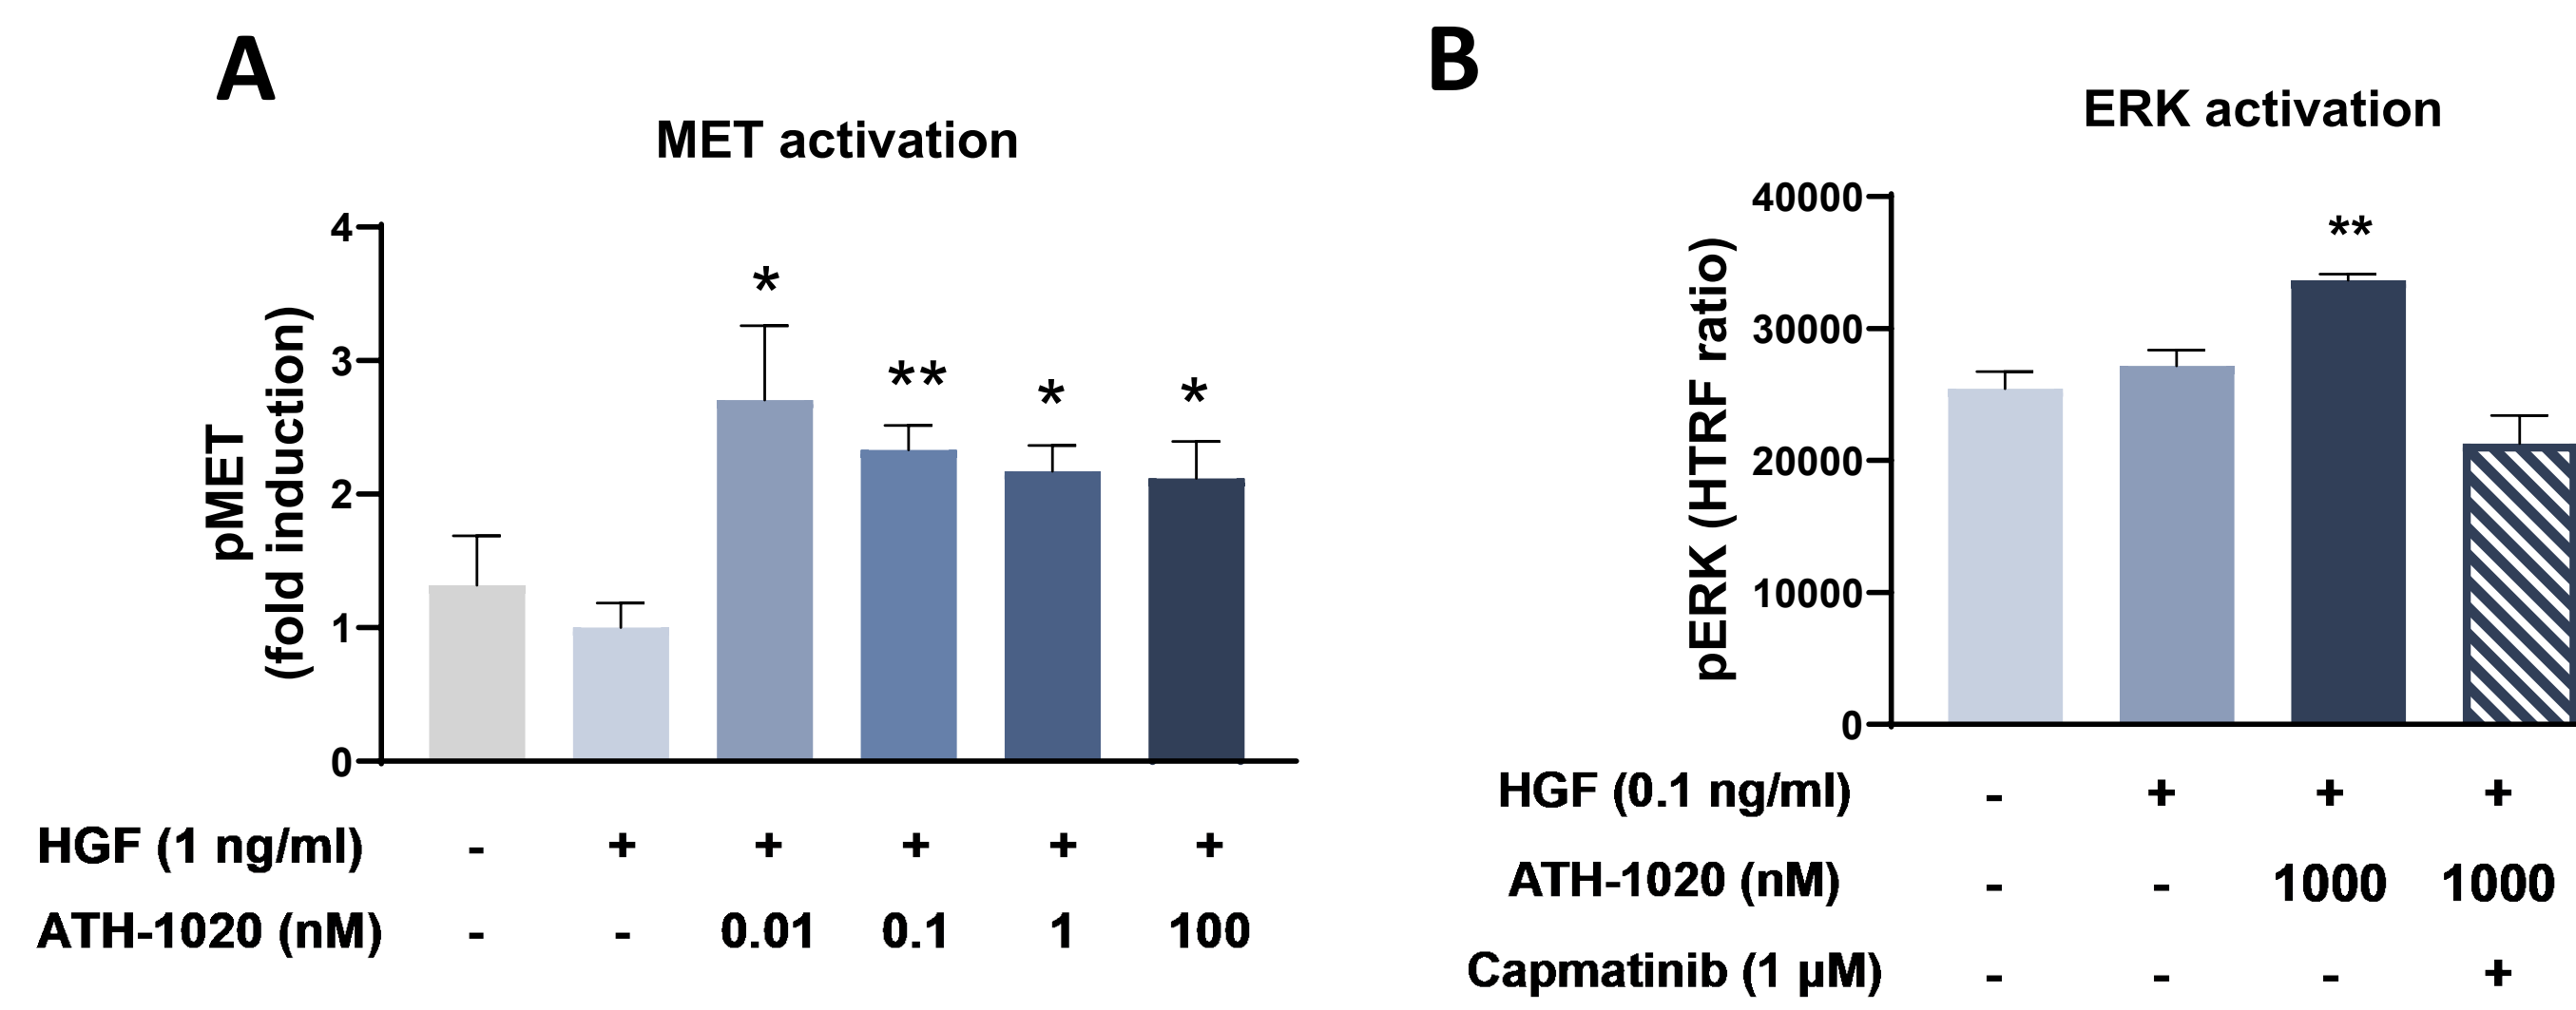 A
MET activation
pMET
(fold induction)
4
3
2
1
0
*
**
*
*
HGF (1 ng/ml) - + + + + +
ATH-1020 (nM) - - 0.01 0.1 1 100
B
ERK activation
pERK (HTRF ratio)
40000
30000
20000
10000
0
**
HGF (0.1 ng/ml) - + + +
ATH-1020 (nM) - - 1000 1000
Capmatinib (1 µM) - - - +